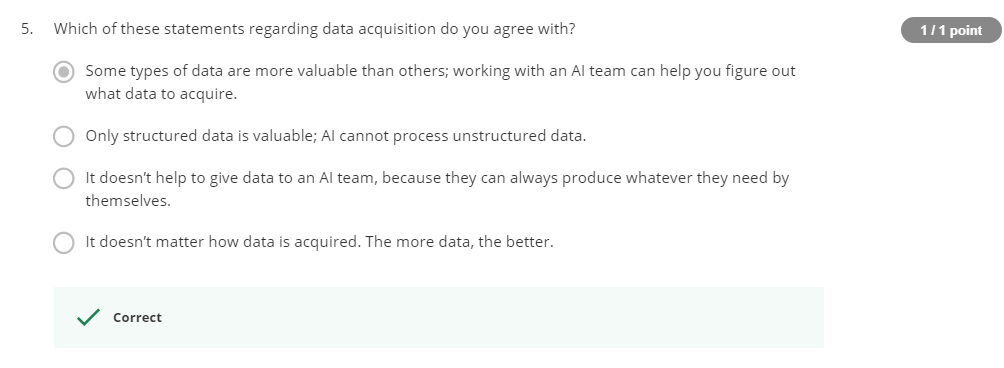 5. Which of these statements regarding data acquisition do you agree with?
1 / 1 point
Some types of data are more valuable than others; working with an AI team can help you figure out
what data to acquire.
Only structured data is valuable; AI cannot process unstructured data.
It doesn’t help to give data to an AI team, because they can always produce whatever they need by
themselves.
It doesn’t matter how data is acquired. The more data, the better.
Correct